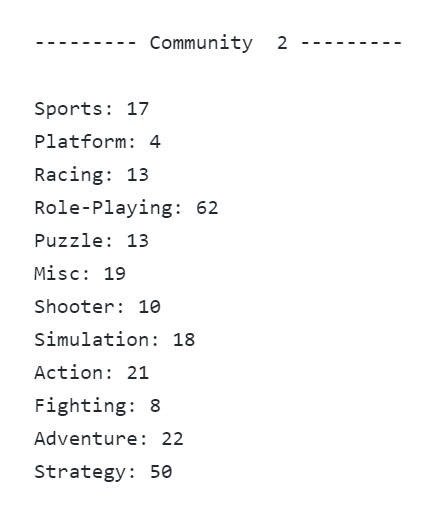 --------- Community  2 ---------
Sports: 17
Platform: 4
Racing: 13
Role-Playing: 62
Puzzle: 13
Misc: 19
Shooter: 10
Simulation: 18
Action: 21
Fighting: 8
Adventure: 22
Strategy: 50